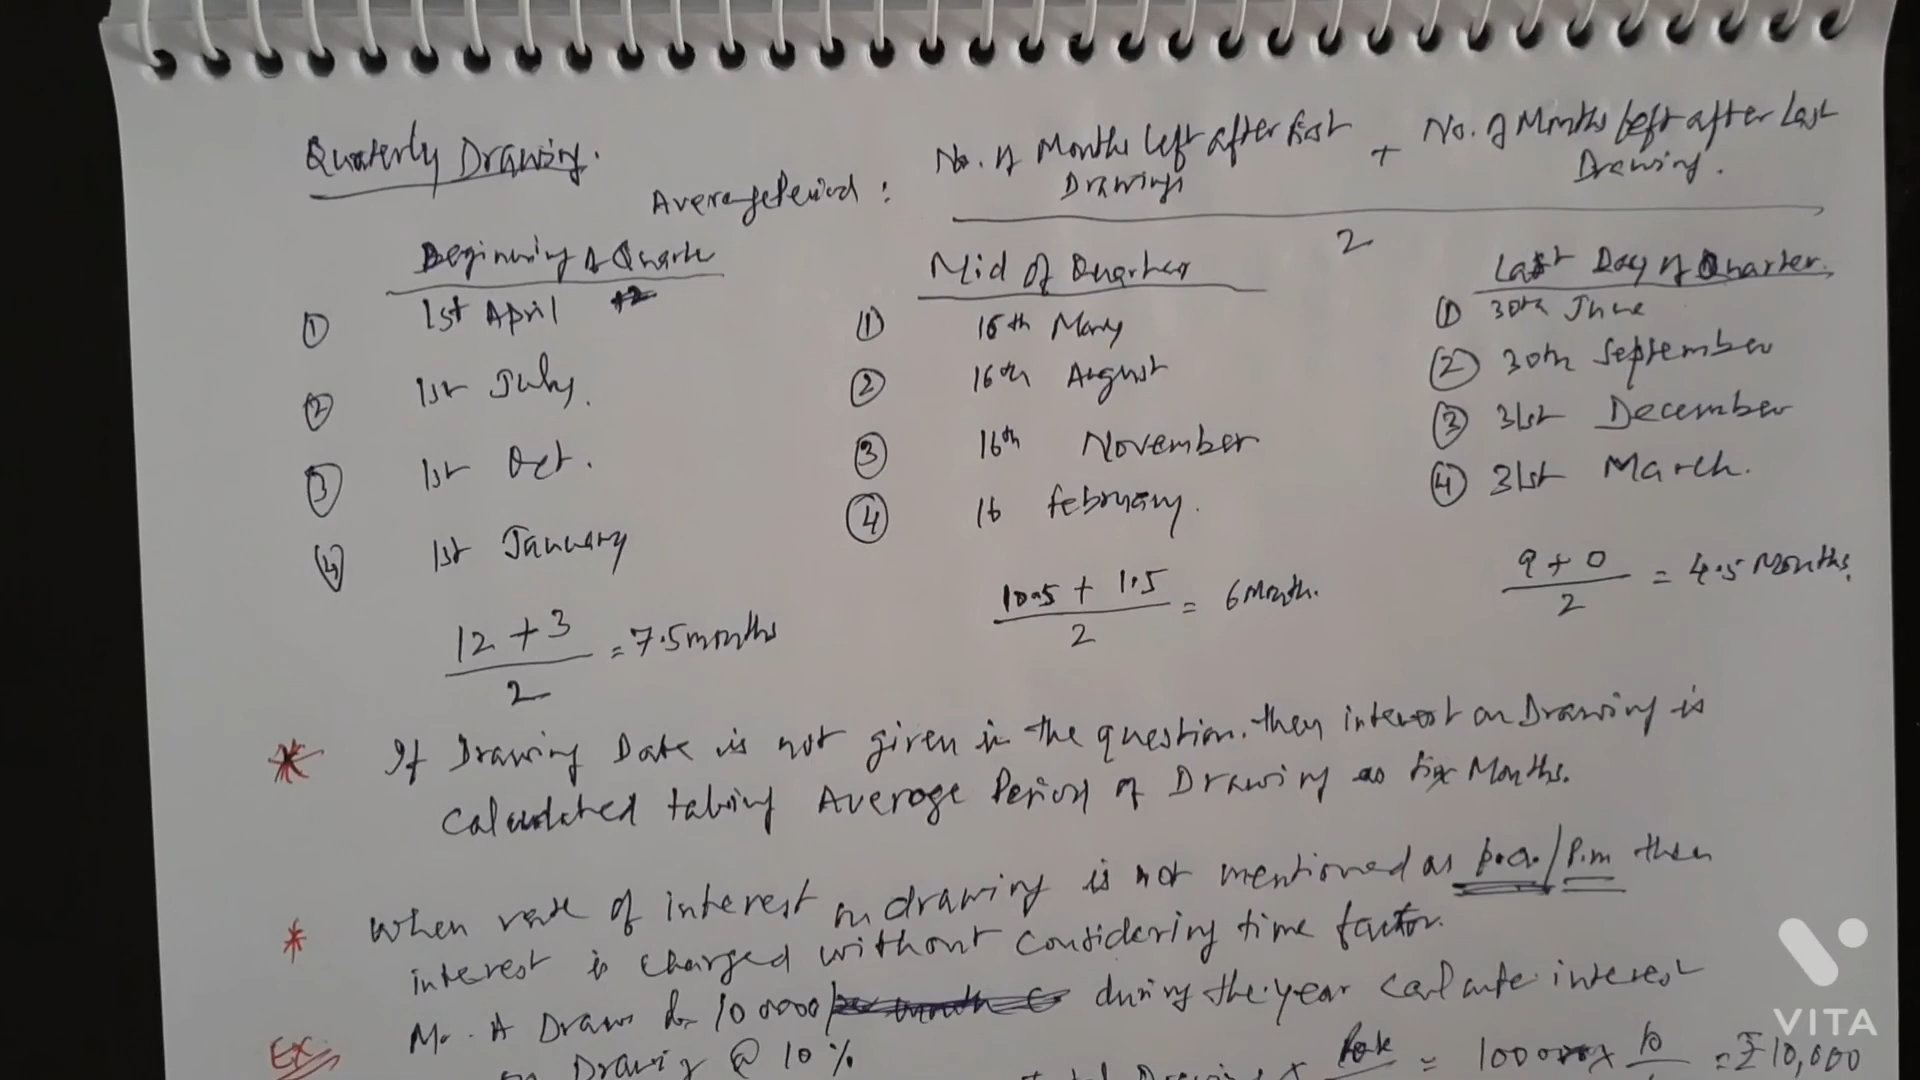 Quaterly Drawing.
Average Period : No. of Months left after first Drawings + No. of Months left after Last Drawing.
2
Beginning of Quarter
① 1st April
② 1st July.
③ 1st Oct.
④ 1st January
12 + 3 / 2 = 7.5 months
Mid of Quarter
① 16th May
② 16th August
③ 16th November
④ 16 february.
10.5 + 1.5 / 2 = 6 Month.
Last Day of Quarter.
① 30th June
② 30th September
③ 31st December
④ 31st March.
9 + 0 / 2 = 4.5 Months.
* If Drawing Date is not given in the question. then interest on Drawing is
Calculated taking Average Period of Drawing as six Months.
* When rate of interest on drawing is not mentioned as p.a. / P.m then
interest is charged without considering time factor.
Ex. Mr. A Draws Rs 100000/ during the year calculate interest
on Drawing @ 10%
Rate = 100000 x 10 = ₹10,000
VITA